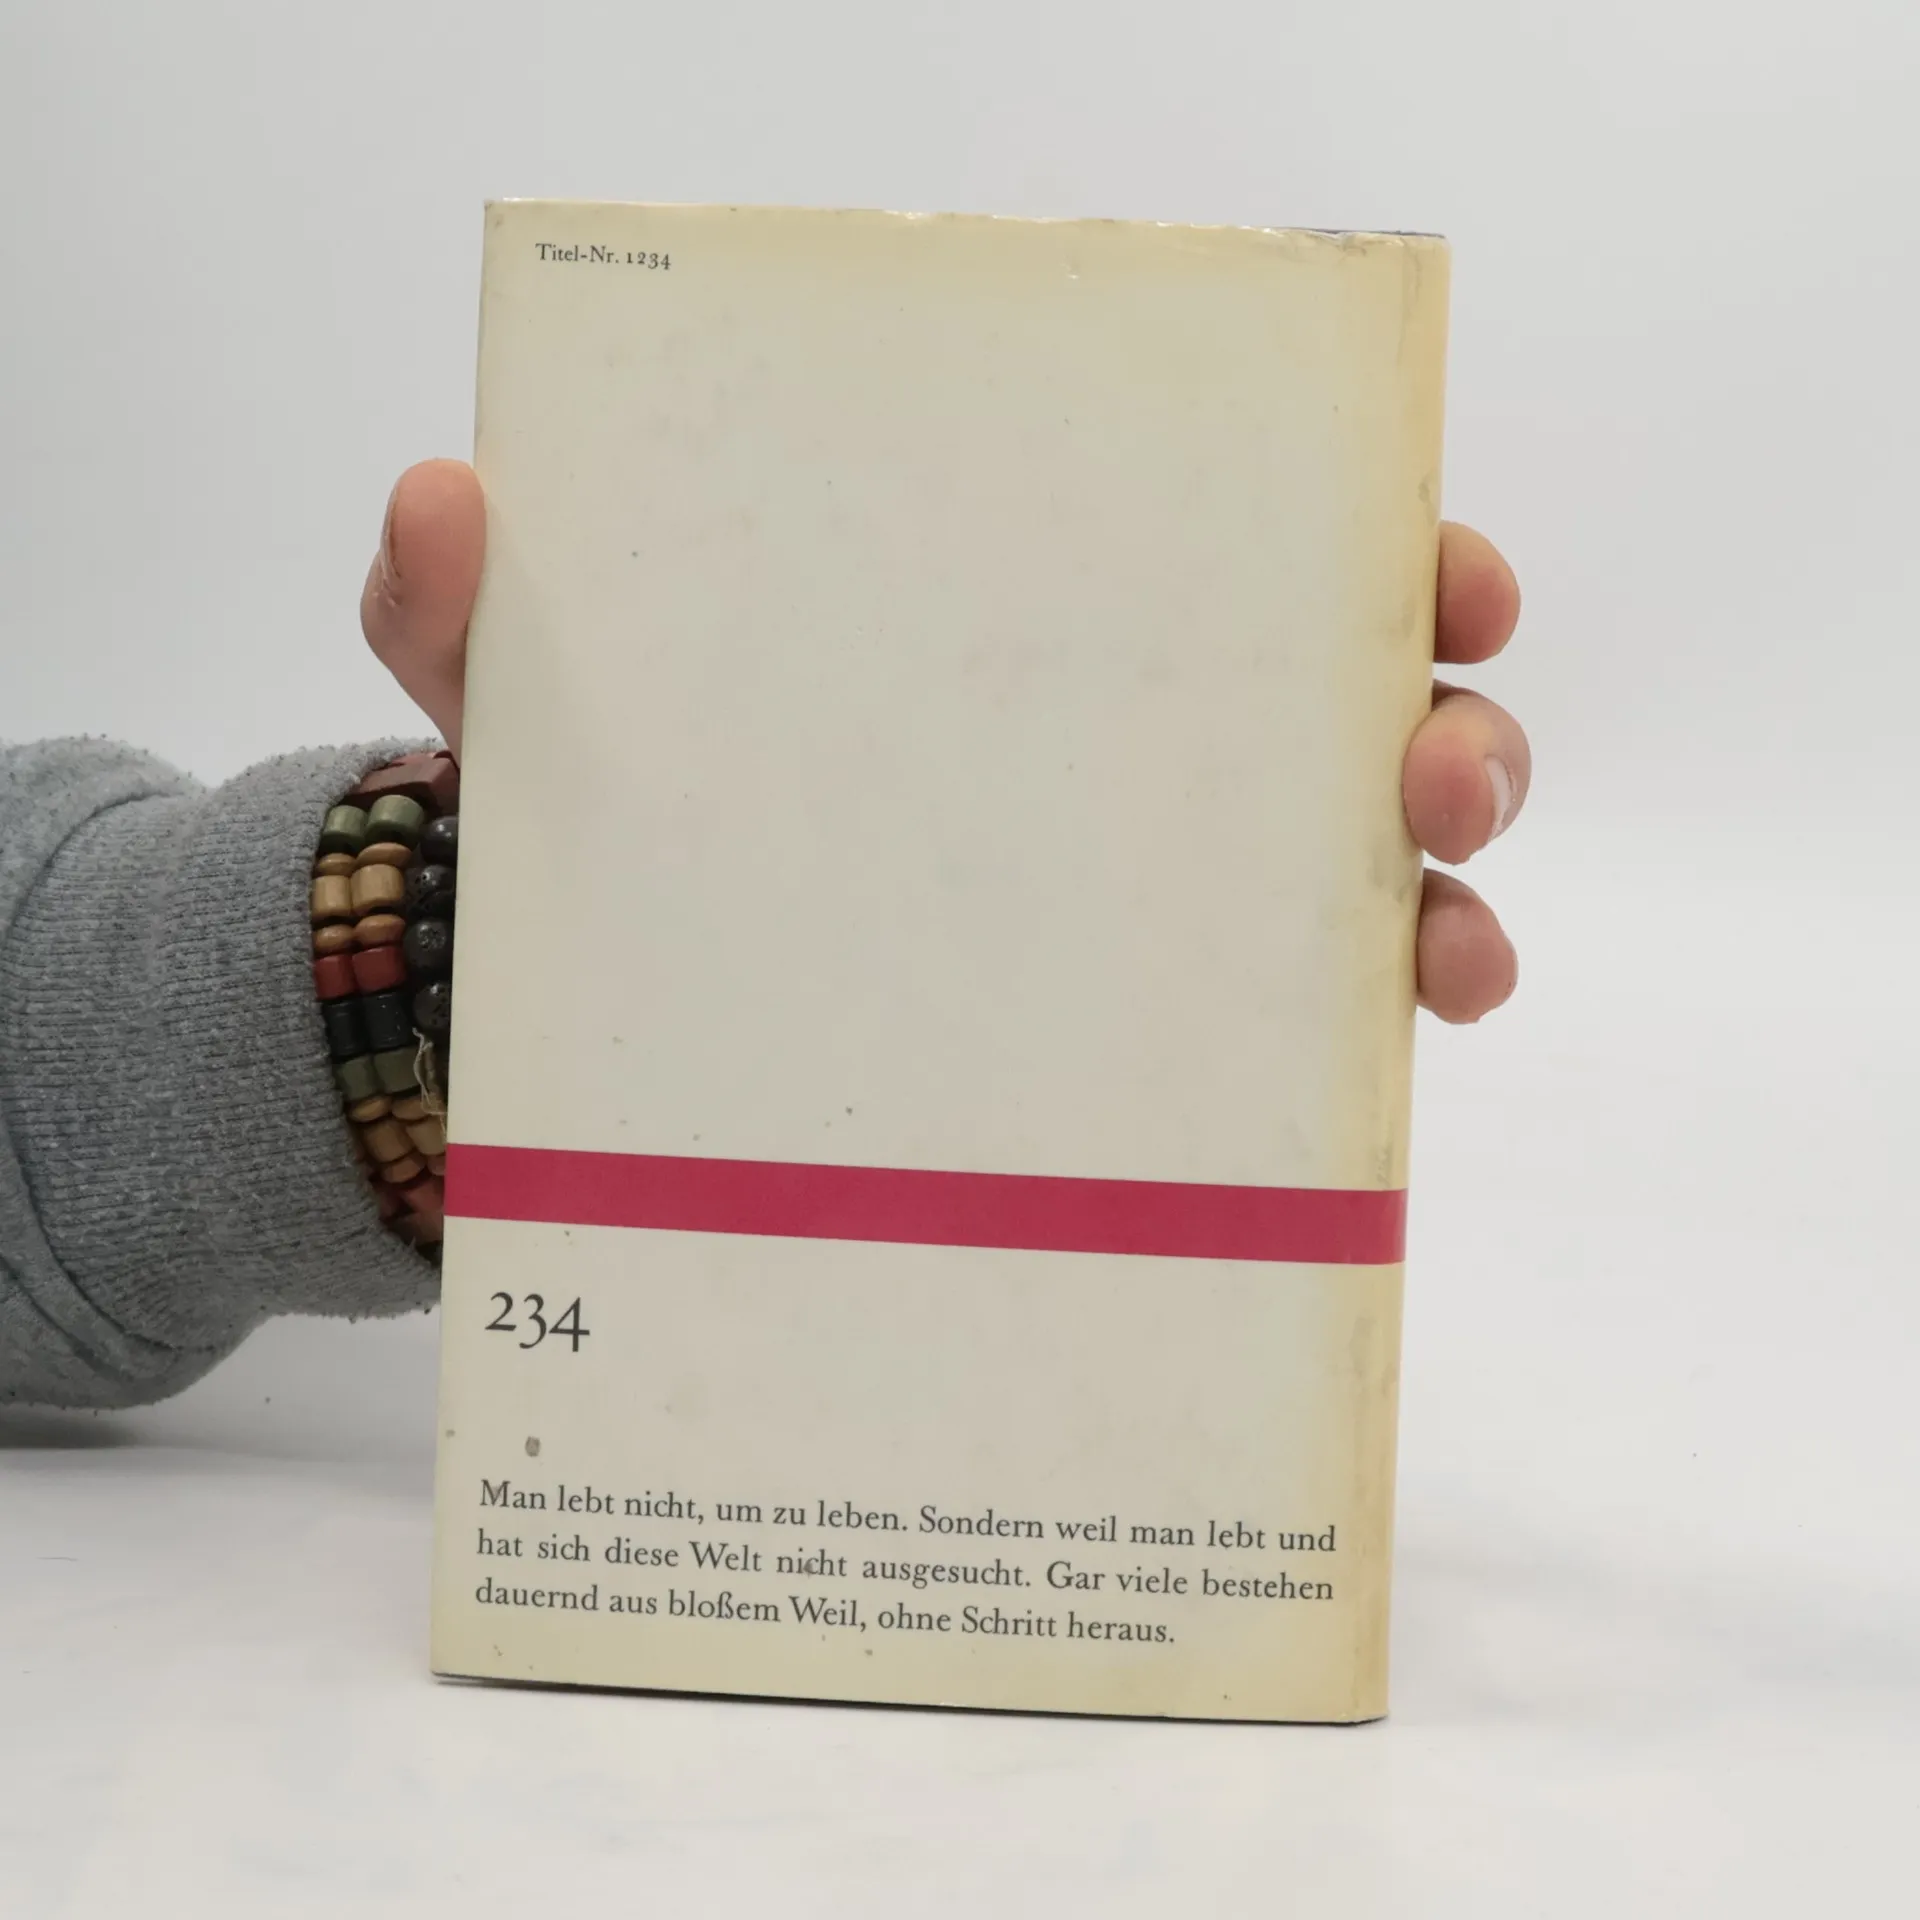 Titel-Nr. 1234
234
Man lebt nicht, um zu leben. Sondern weil man lebt und
hat sich diese Welt nicht ausgesucht. Gar viele bestehen
dauernd aus bloßem Weil, ohne Schritt heraus.